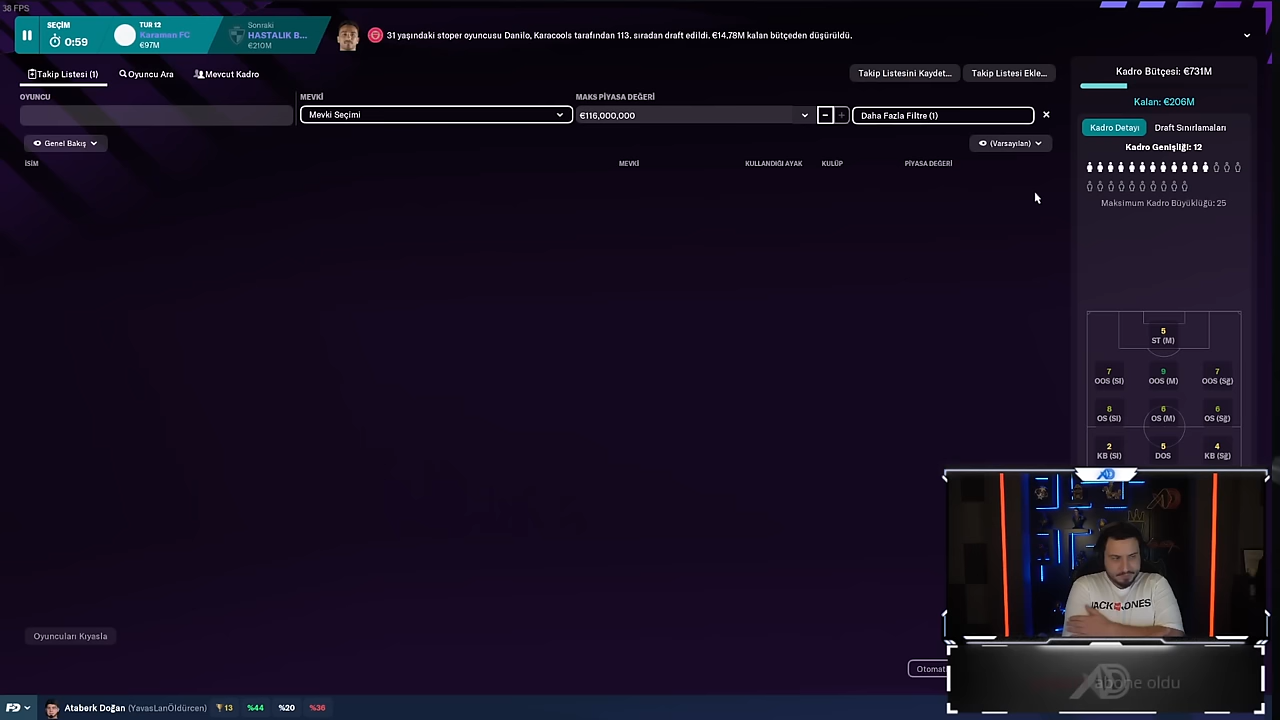 38 FPS
SEÇİM
0:59
TUR 12
Karaman FC
€97M
Sonraki
HASTALIK B...
€210M
31 yaşındaki stoper oyuncusu Danilo, Karacools tarafından 113. sıradan draft edildi. €14.78M kalan bütçeden düşürüldü.
Takip Listesi (1)
Oyuncu Ara
Mevcut Kadro
Takip Listesini Kaydet...
Takip Listesi Ekle...
OYUNCU
MEVKİ
MAKS PİYASA DEĞERİ
Mevki Seçimi
€116,000,000
Daha Fazla Filtre (1)
Genel Bakış
(Varsayılan)
İSİM
MEVKİ
KULLANDIĞI AYAK
KULÜP
PİYASA DEĞERİ
Kadro Bütçesi: €731M
Kalan: €206M
Kadro Detayı
Draft Sınırlamaları
Kadro Genişliği: 12
Maksimum Kadro Büyüklüğü: 25
5
ST (M)
7
OOS (Sl)
9
OOS (M)
7
OOS (Sğ)
8
OS (Sl)
6
OS (M)
6
OS (Sğ)
2
KB (Sl)
5
DOS
4
KB (Sğ)
JACK JONES
Oyuncuları Kıyasla
Otomat
abone oldu
Ataberk Doğan (YavasLanÖldürcen)
13
%44
%20
%36